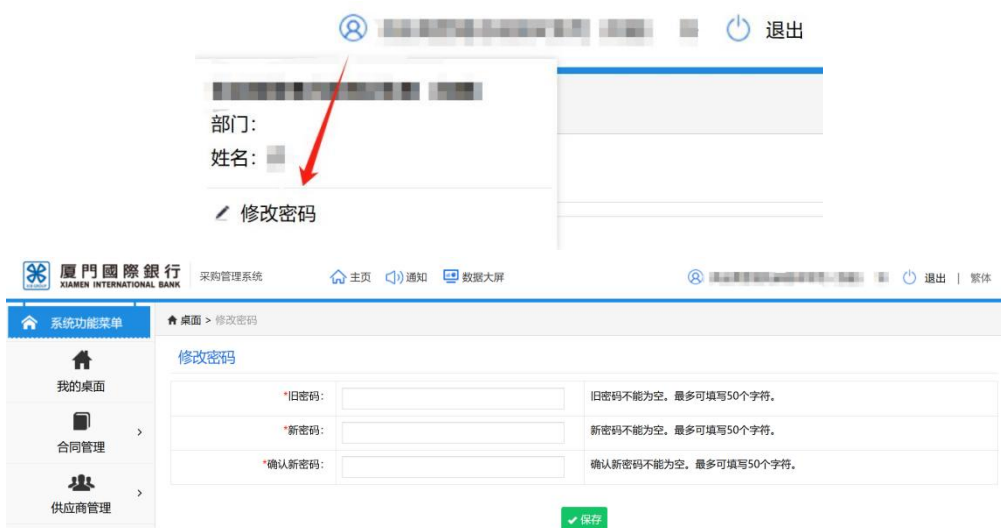 退出
部门：
姓名：
修改密码
厦門國際銀行 XIAMEN INTERNATIONAL BANK 采购管理系统 主页 通知 数据大屏 退出 | 繁体
系统功能菜单 桌面 > 修改密码
修改密码
我的桌面
*旧密码： 旧密码不能为空。最多可填写50个字符。
*新密码： 新密码不能为空。最多可填写50个字符。
合同管理
*确认新密码： 确认新密码不能为空。最多可填写50个字符。
供应商管理
保存